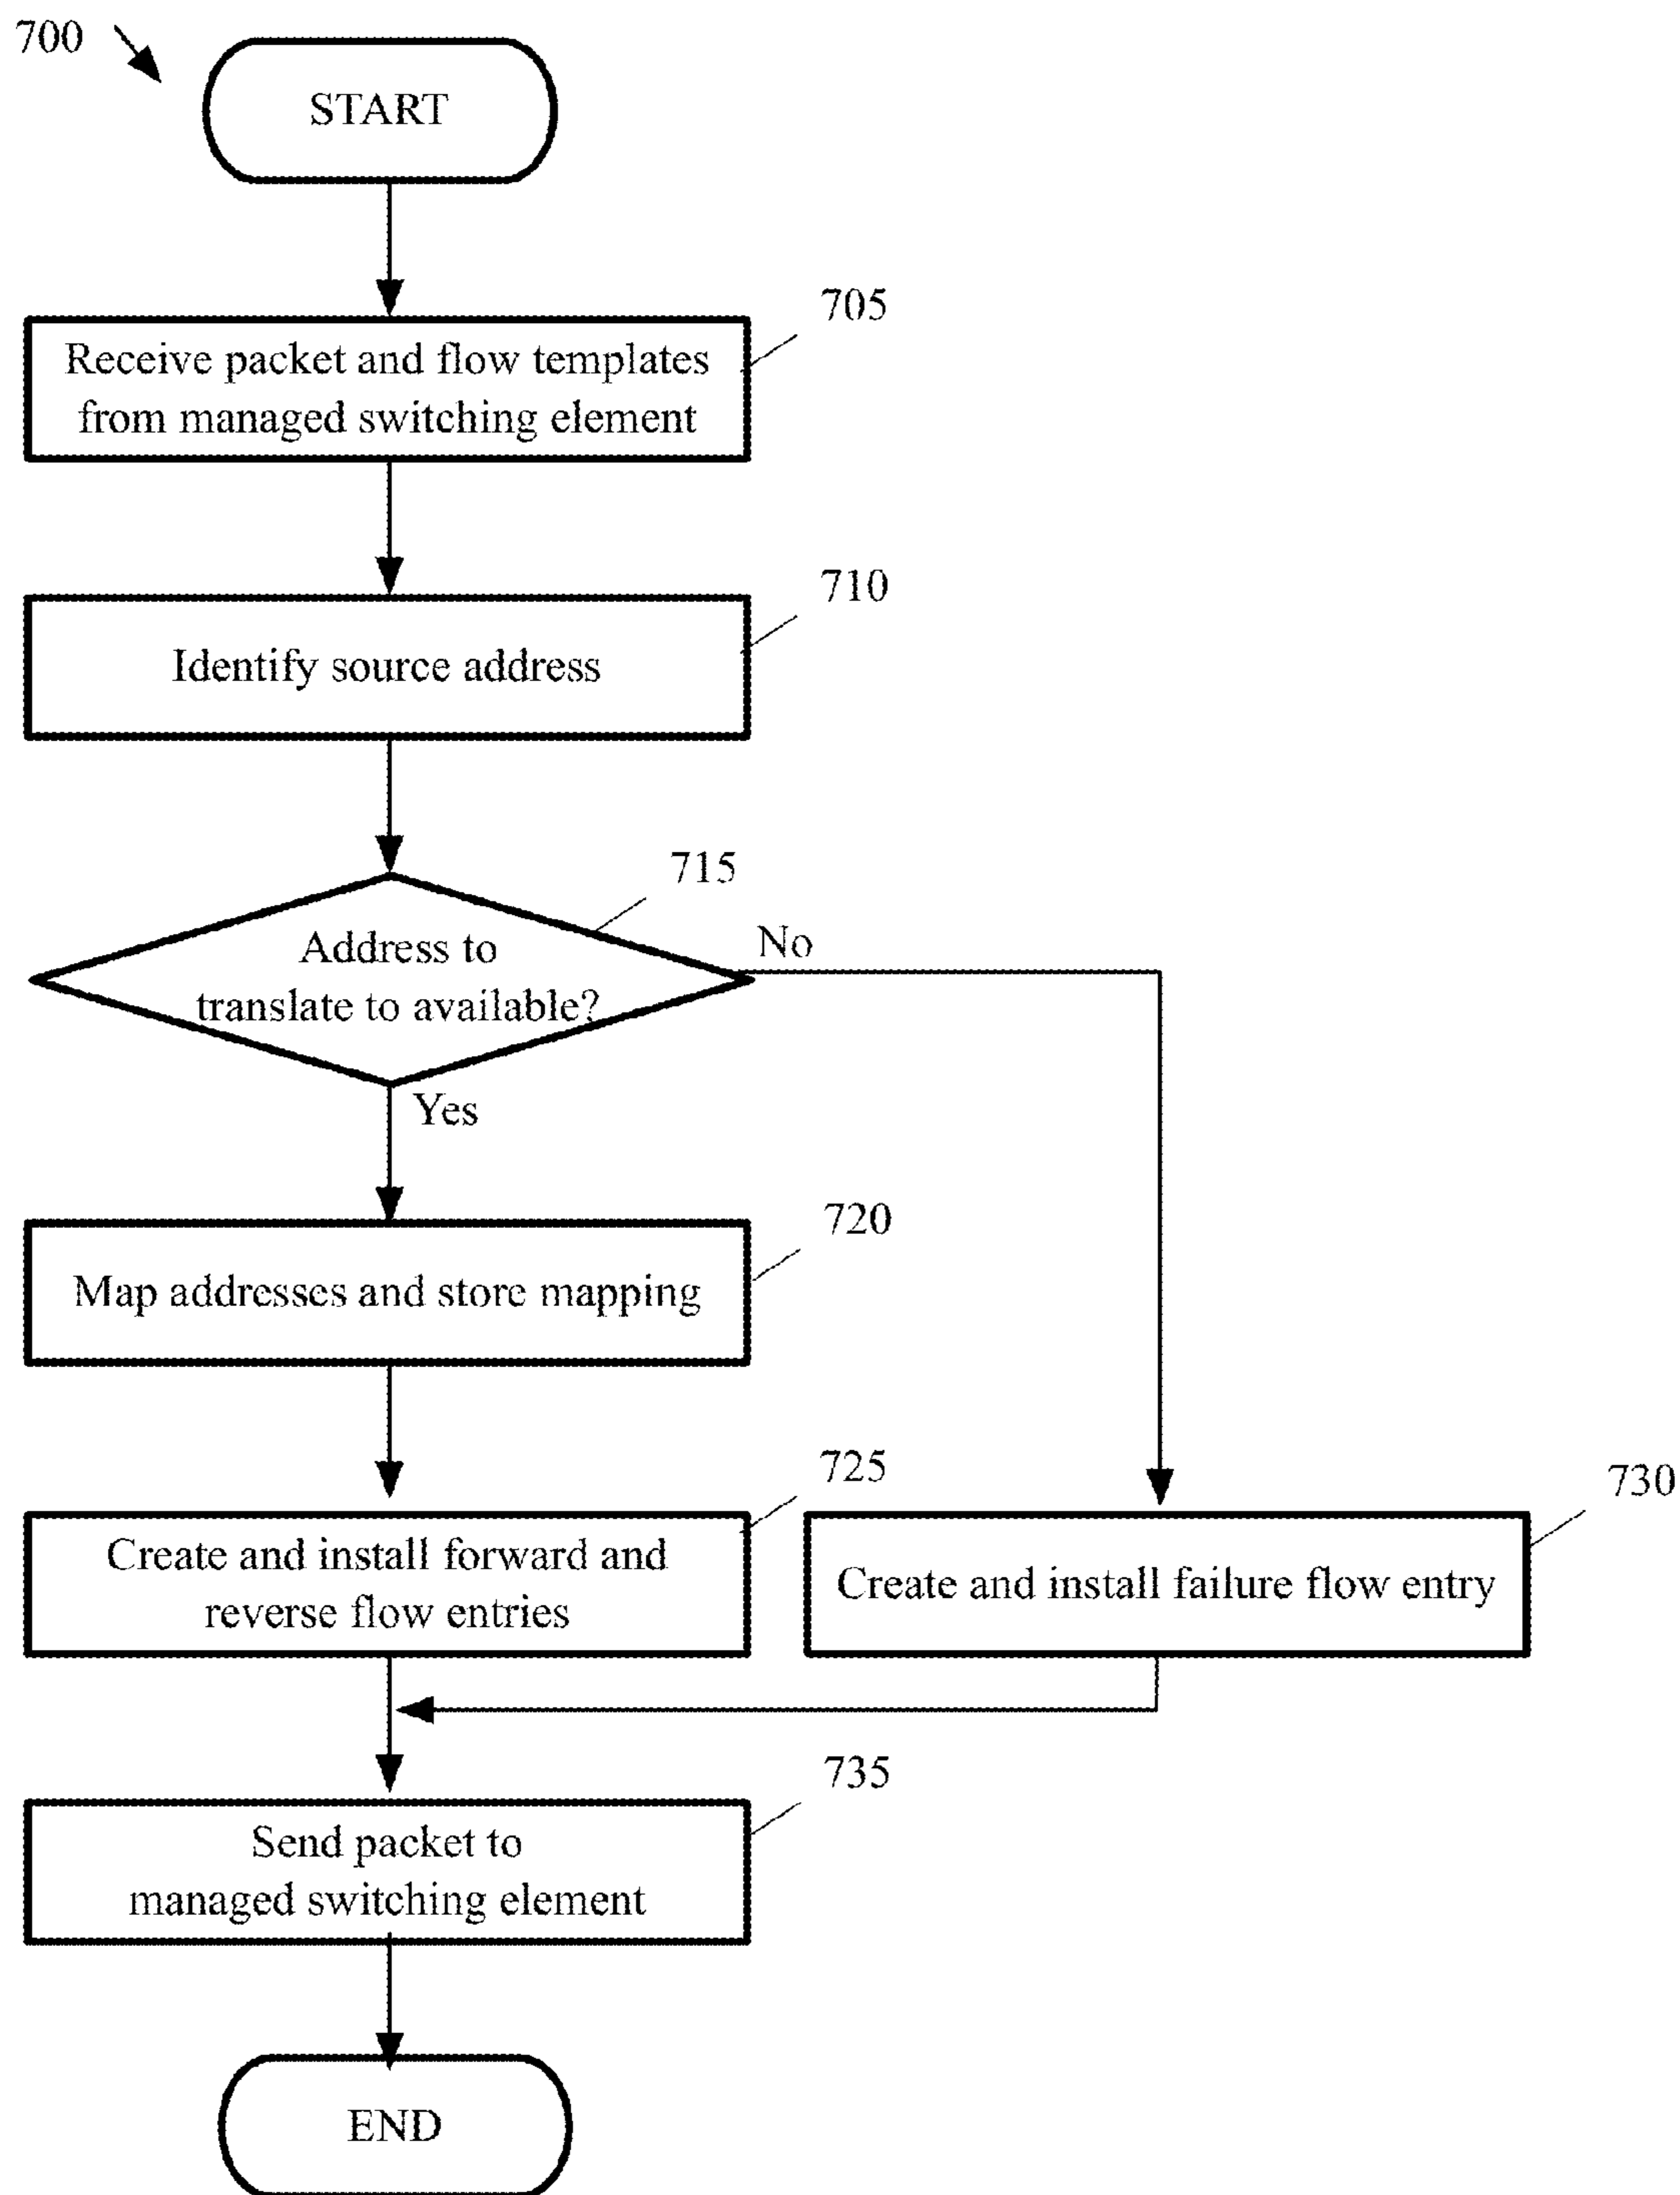 700
START
705
Receive packet and flow templates
from managed switching element
710
Identify source address
715
Address to
translate to available?
No
Yes
720
Map addresses and store mapping
725
Create and install forward and
reverse flow entries
730
Create and install failure flow entry
735
Send packet to
managed switching element
END